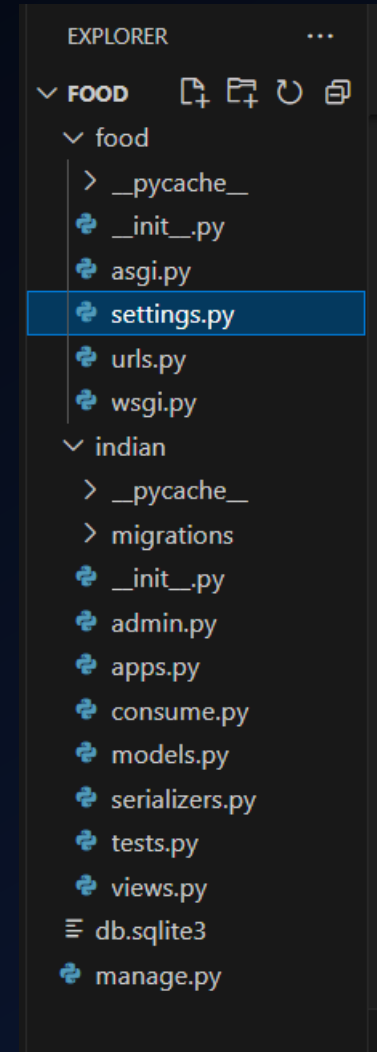 EXPLORER ...
FOOD
food
__pycache__
__init__.py
asgi.py
settings.py
urls.py
wsgi.py
indian
__pycache__
migrations
__init__.py
admin.py
apps.py
consume.py
models.py
serializers.py
tests.py
views.py
db.sqlite3
manage.py